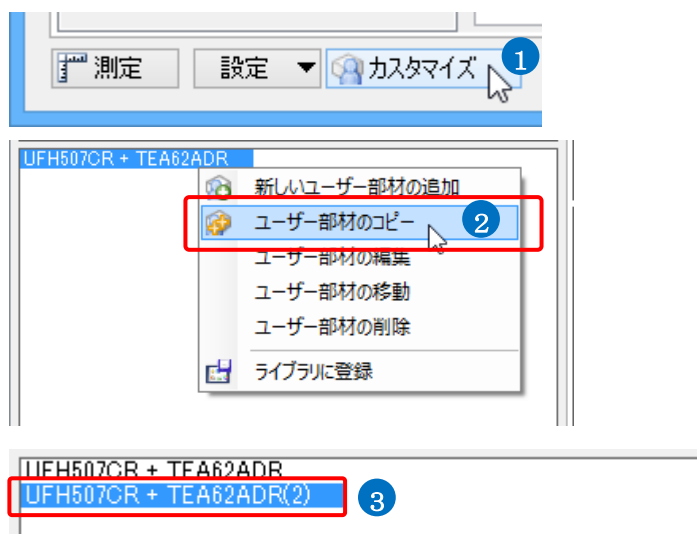 測定
設定 ▼
カスタマイズ
1
UFH507CR + TEA62ADR
新しいユーザー部材の追加
ユーザー部材のコピー
2
ユーザー部材の編集
ユーザー部材の移動
ユーザー部材の削除
ライブラリに登録
UFH507CR + TEA62ADR
UFH507CR + TEA62ADR(2)
3